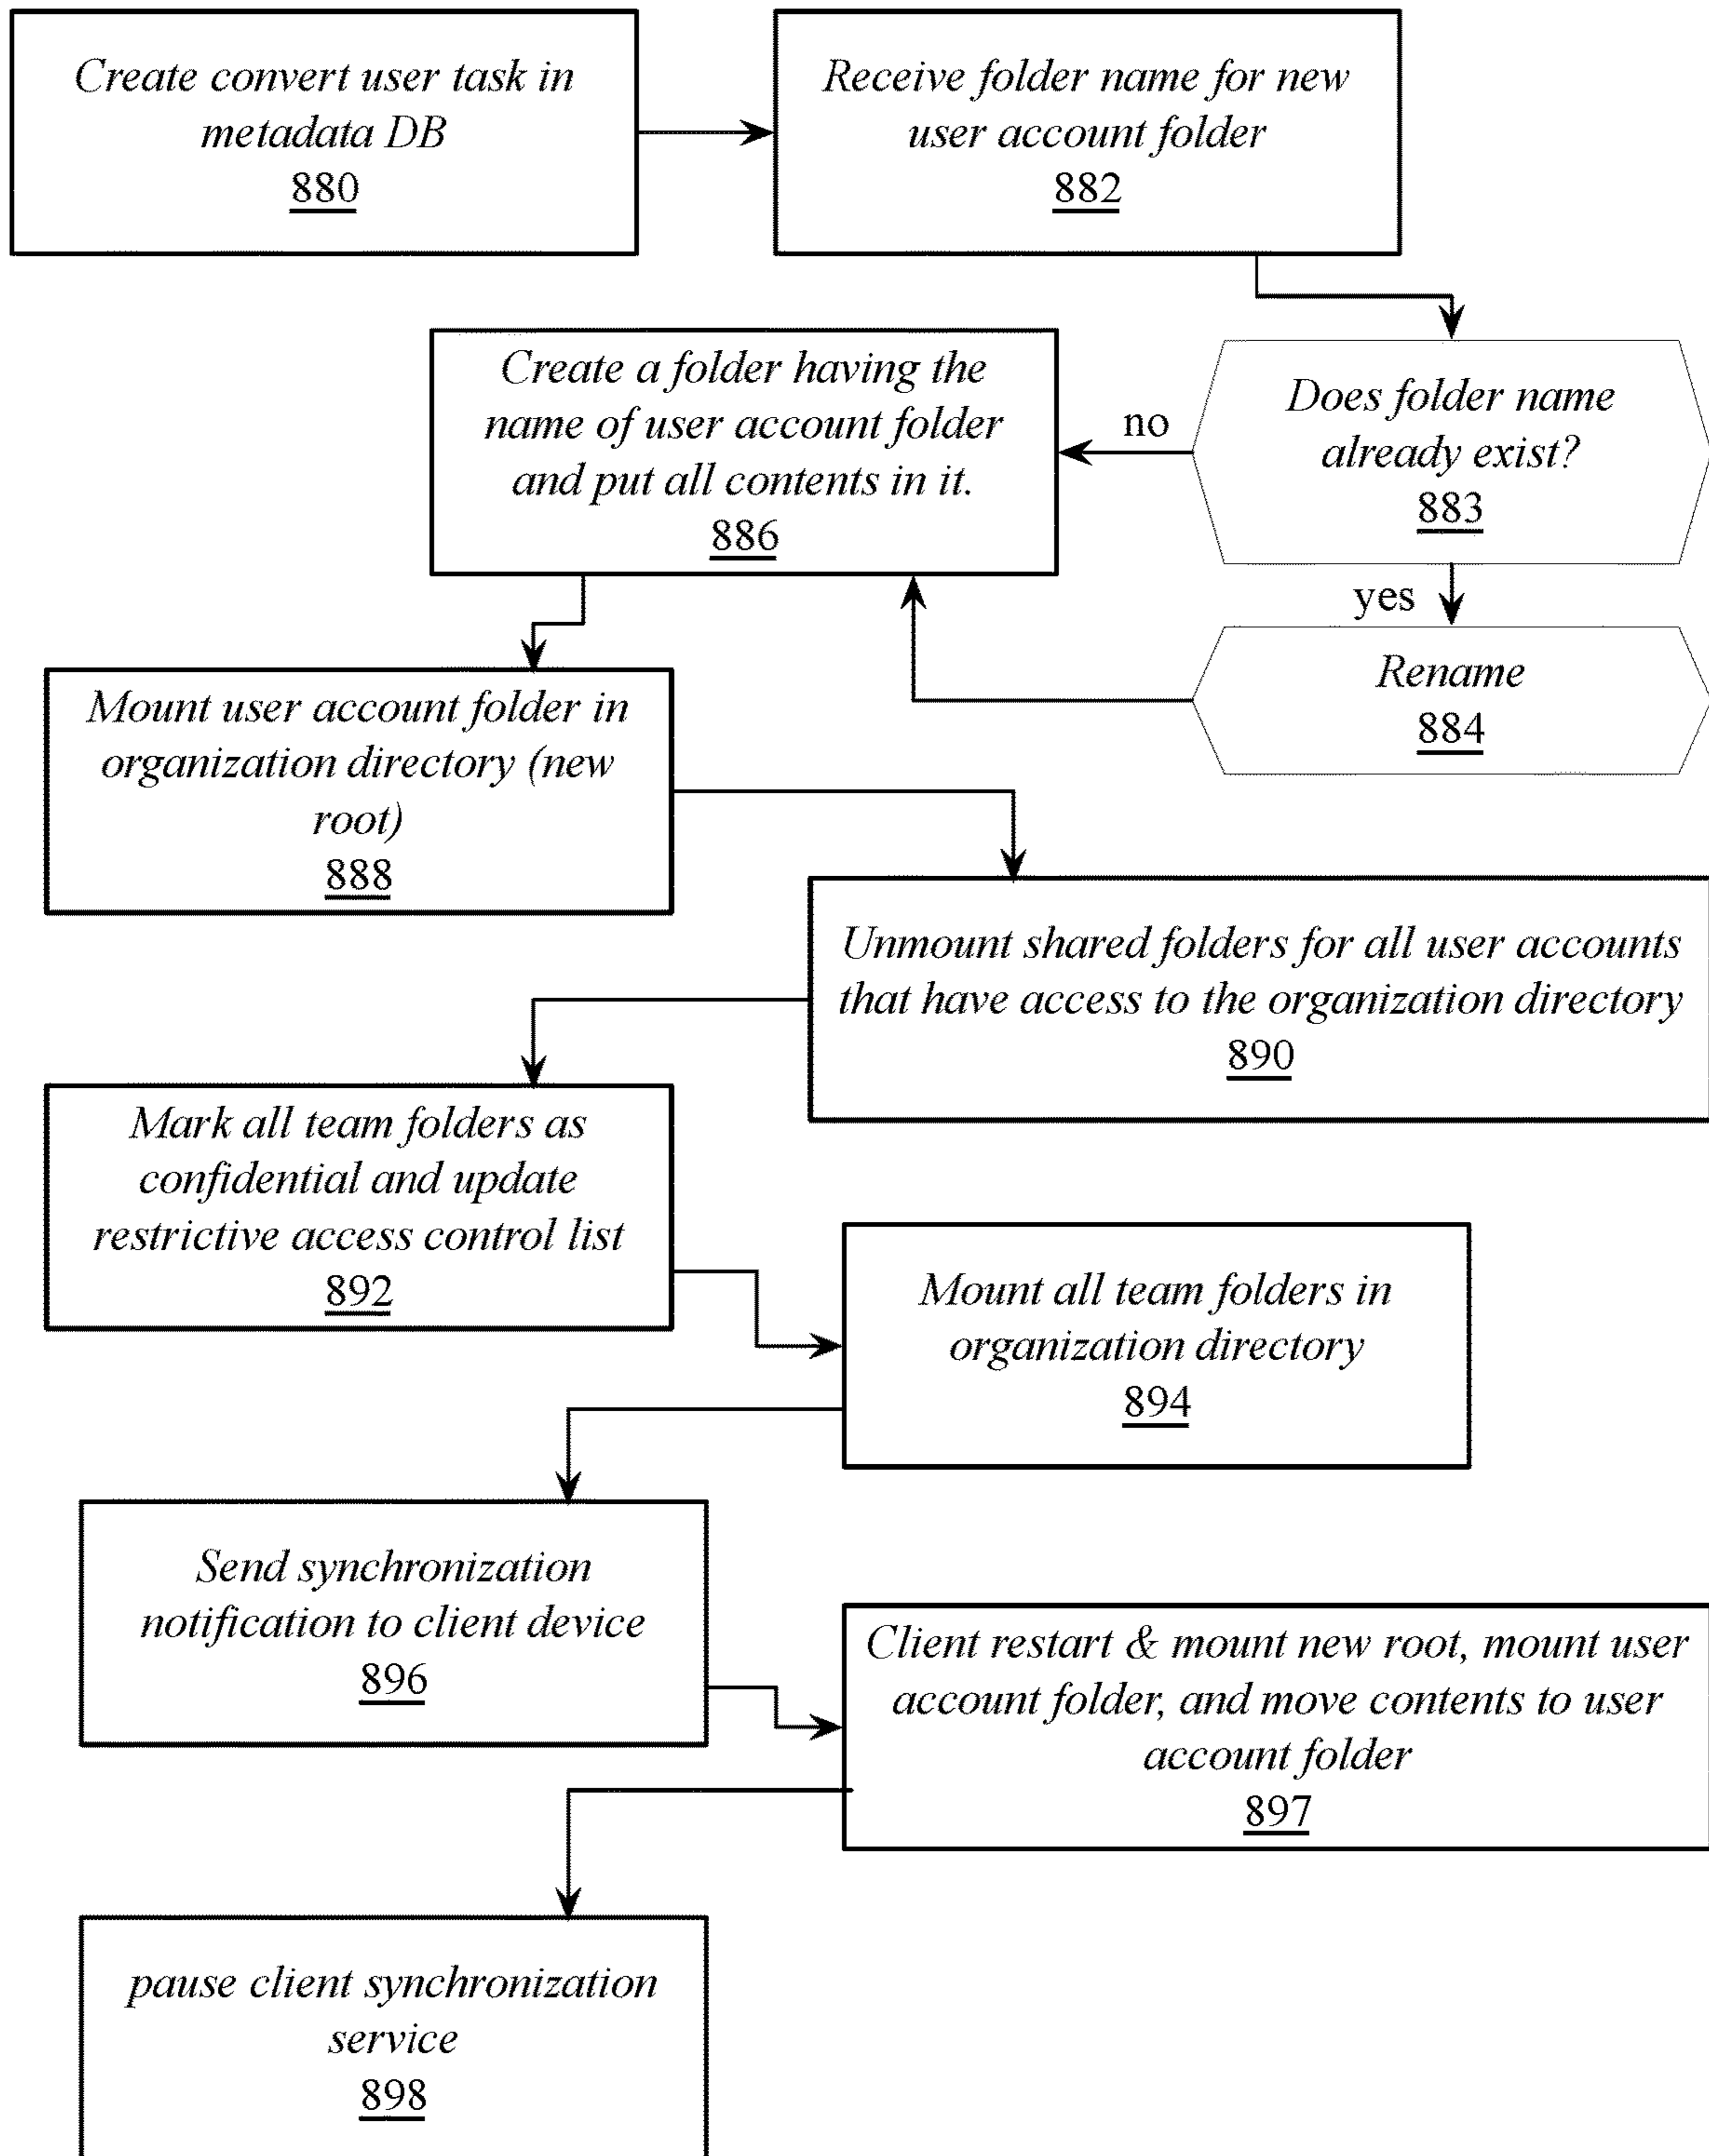 Create convert user task in
metadata DB
880
Receive folder name for new
user account folder
882
Does folder name
already exist?
883
no
yes
Rename
884
Create a folder having the
name of user account folder
and put all contents in it.
886
Mount user account folder in
organization directory (new
root)
888
Unmount shared folders for all user accounts
that have access to the organization directory
890
Mark all team folders as
confidential and update
restrictive access control list
892
Mount all team folders in
organization directory
894
Send synchronization
notification to client device
896
Client restart & mount new root, mount user
account folder, and move contents to user
account folder
897
pause client synchronization
service
898